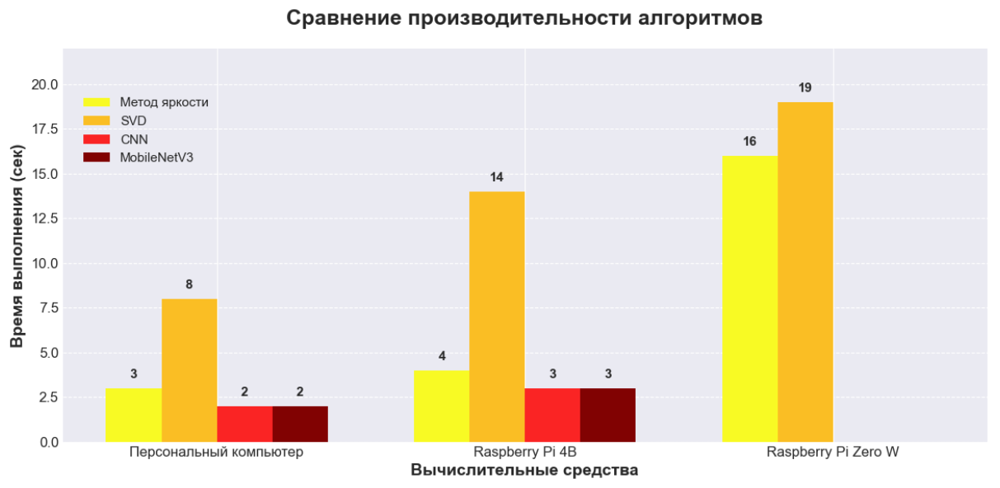 Сравнение производительности алгоритмов
Время выполнения (сек)
20.0
17.5
15.0
12.5
10.0
7.5
5.0
2.5
0.0
Метод яркости
SVD
CNN
MobileNetV3
3
8
2
2
4
14
3
3
16
19
Персональный компьютер
Raspberry Pi 4B
Raspberry Pi Zero W
Вычислительные средства